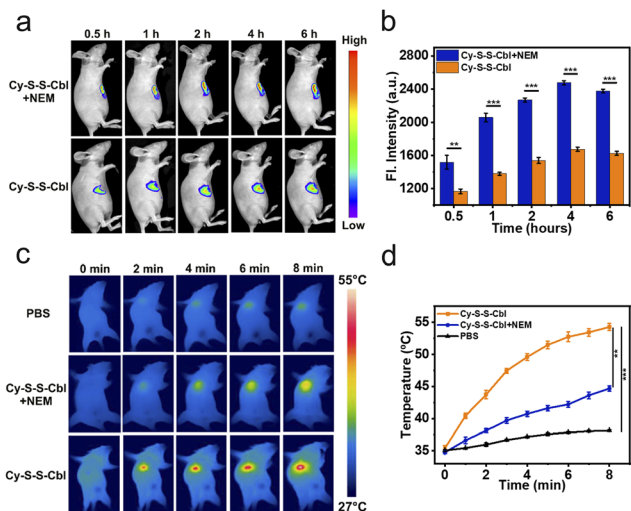 a
0.5 h 1 h 2 h 4 h 6 h
Cy-S-S-Cbl
+NEM
Cy-S-S-Cbl
High
Low
b
Fl. Intensity (a.u.)
2800
2400
2000
1600
1200
Cy-S-S-Cbl+NEM
Cy-S-S-Cbl
** *** *** *** ***
0.5 1 2 4 6
Time (hours)
c
0 min 2 min 4 min 6 min 8 min
PBS
Cy-S-S-Cbl
+NEM
Cy-S-S-Cbl
55°C
27°C
d
Temperature (°C)
55
50
45
40
35
Cy-S-S-Cbl
Cy-S-S-Cbl+NEM
PBS
**
***
0 2 4 6 8
Time (min)